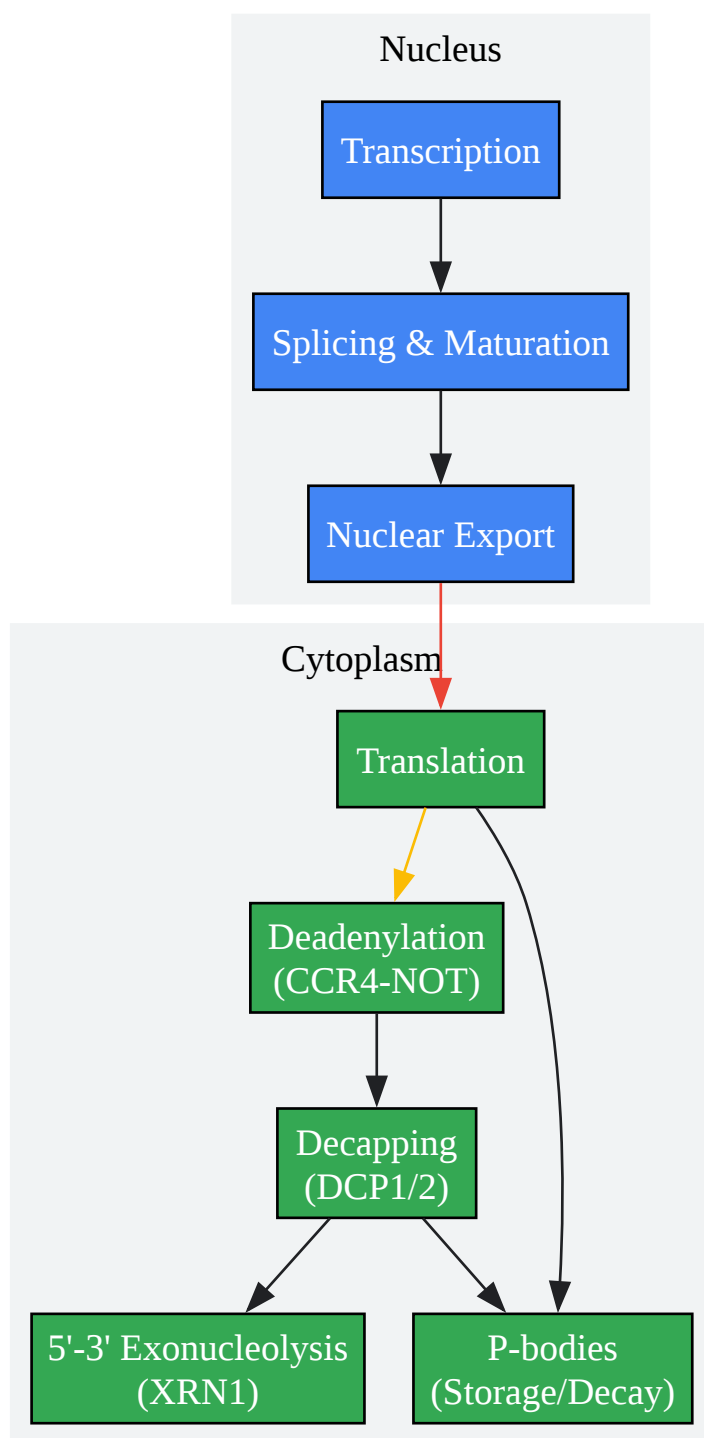 Nucleus
Transcription
Splicing & Maturation
Nuclear Export
Cytoplasm
Translation
Deadenylation
(CCR4-NOT)
Decapping
(DCP1/2)
5'-3' Exonucleolysis
(XRN1)
P-bodies
(Storage/Decay)